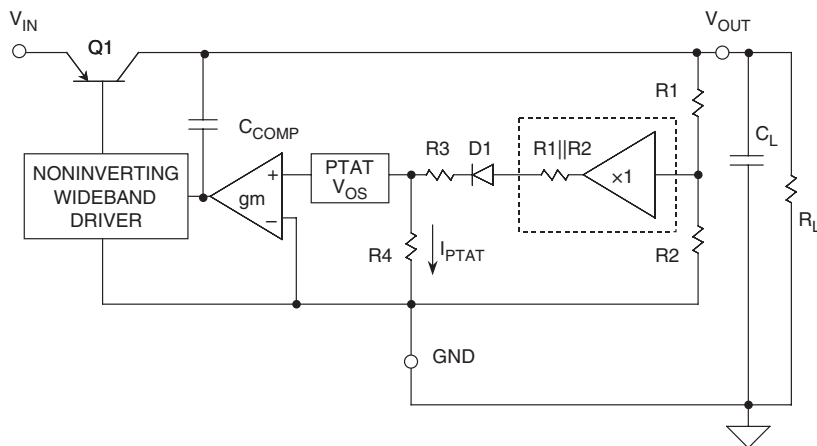 V_IN
Q1
V_OUT
R1
C_COMP
R3
D1
R1||R2
C_L
NONINVERTING
WIDEBAND
DRIVER
gm
+
−
PTAT
V_OS
×1
R_L
R4
I_PTAT
R2
GND